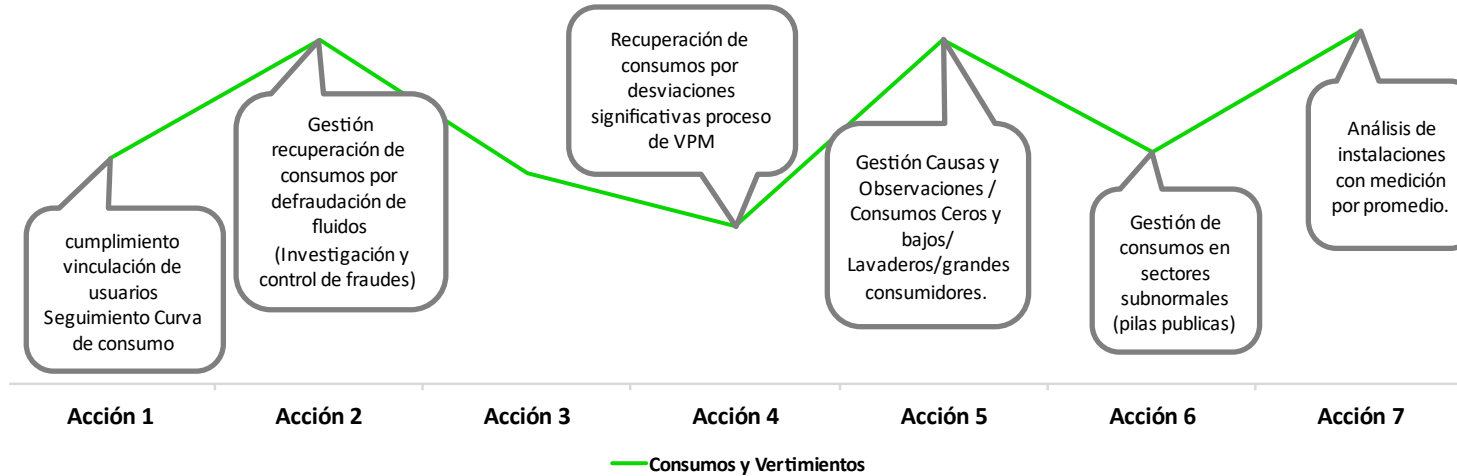 cumplimiento
vinculación de
usuarios
Seguimiento Curva
de consumo
Gestión
recuperación de
consumos por
defraudación de
fluidos
(Investigación y
control de fraudes)
Recuperación de
consumos por
desviaciones
significativas proceso
de VPM
Gestión Causas y
Observaciones /
Consumos Ceros y
bajos/
Lavaderos/grandes
consumidores.
Gestión de
consumos en
sectores
subnormales
(pilas publicas)
Análisis de
instalaciones
con medición
por promedio.
Acción 1
Acción 2
Acción 3
Acción 4
Acción 5
Acción 6
Acción 7
Consumos y Vertimientos